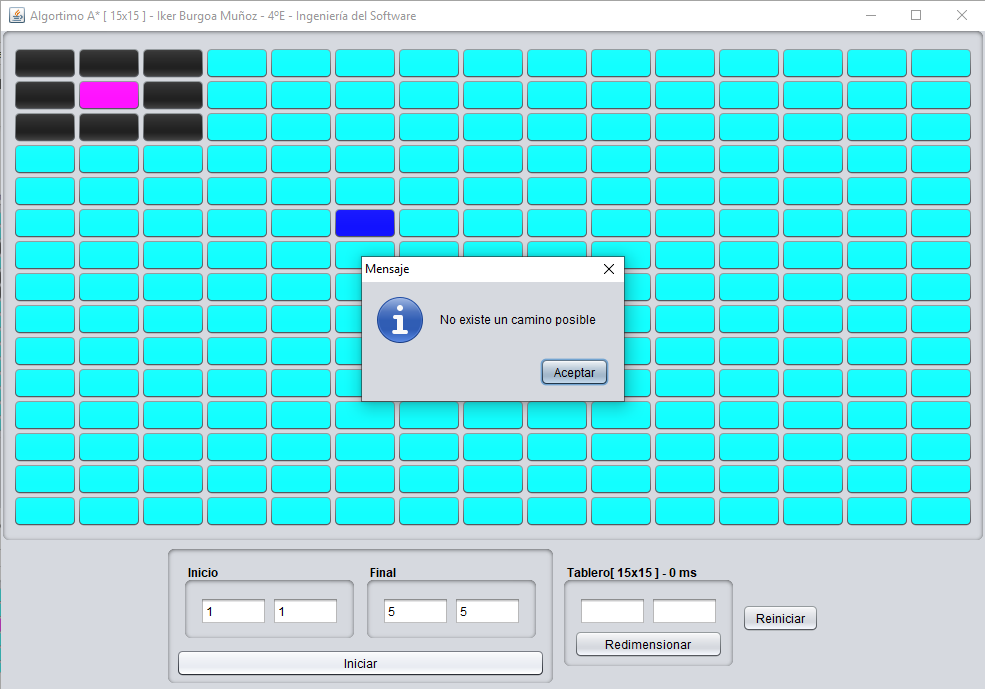 Algortimo A* [ 15x15 ] - Iker Burgoa Muñoz - 4ºE - Ingeniería del Software
Mensaje
No existe un camino posible
Aceptar
Inicio
Final
Tablero[ 15x15 ] - 0 ms
1
1
5
5
Reiniciar
Redimensionar
Iniciar